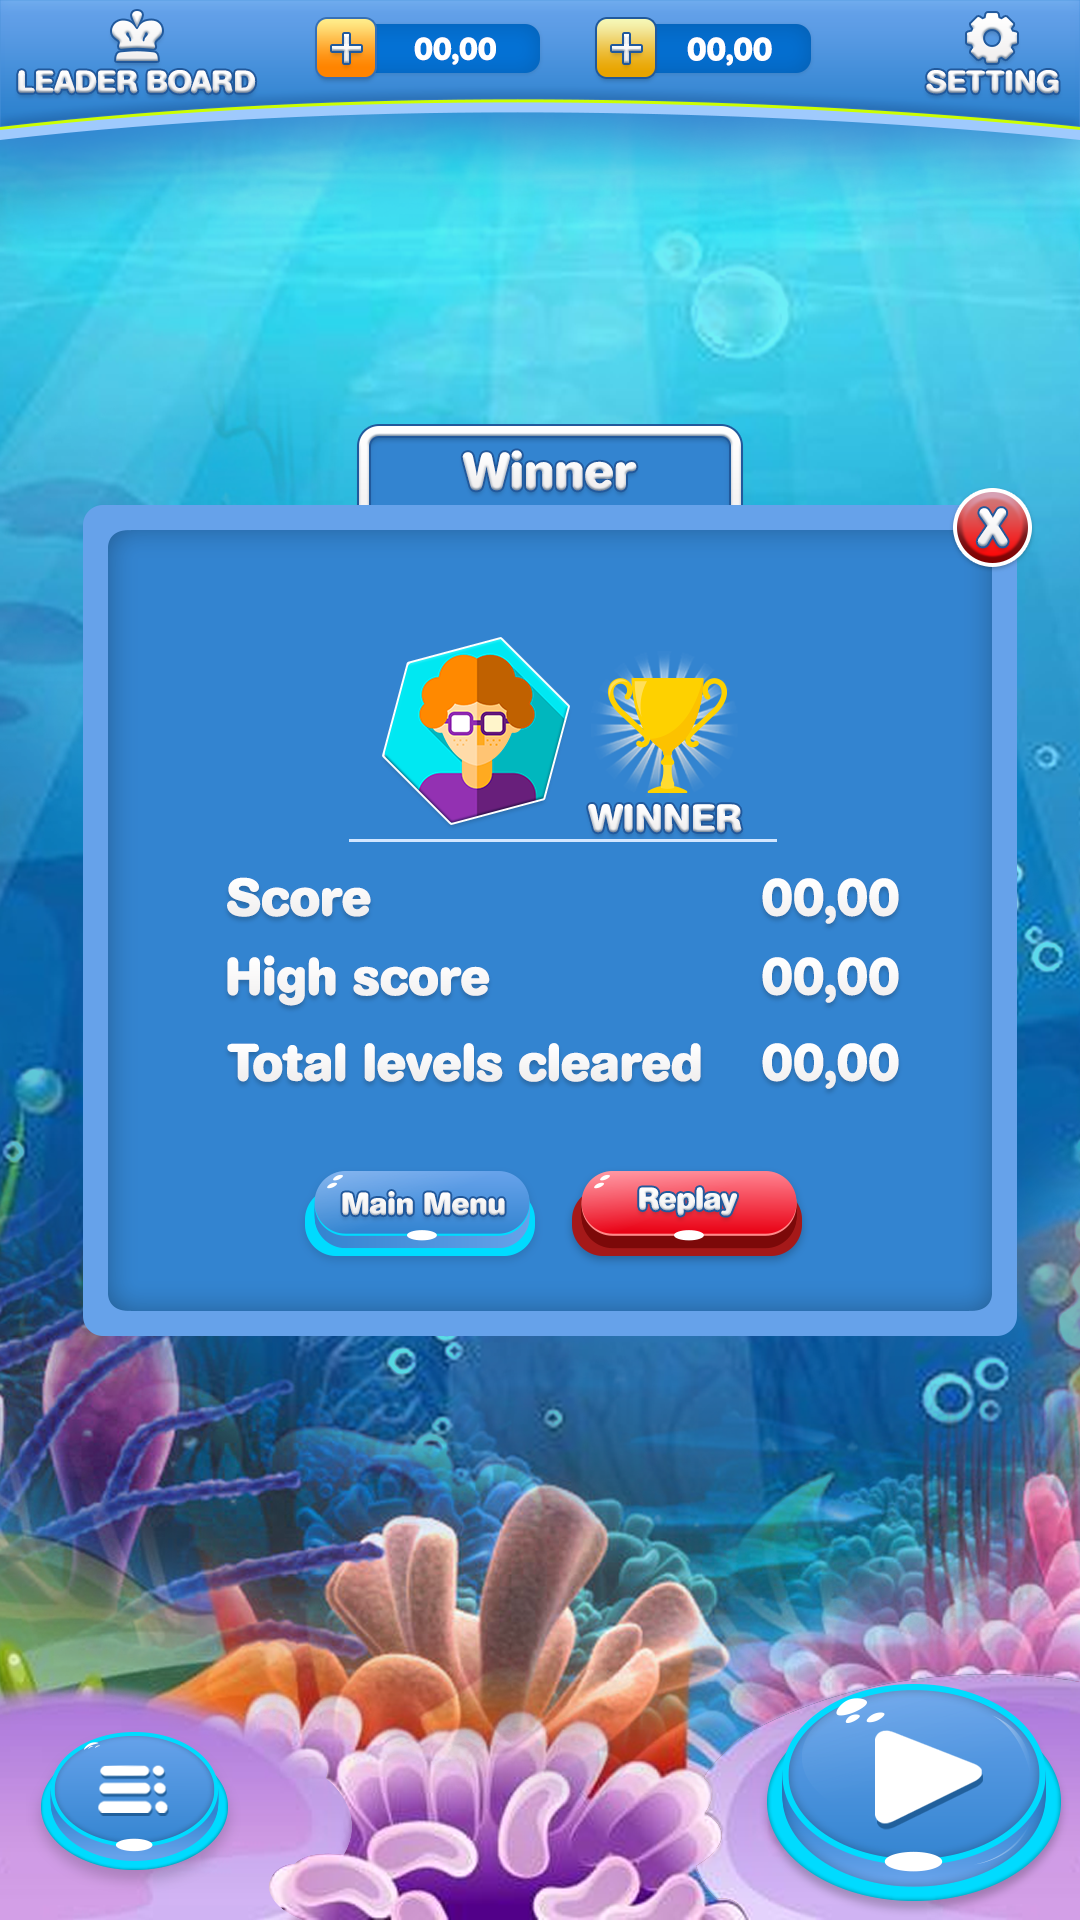 LEADER BOARD
00,00
00,00
SETTING
Winner
X
WINNER
Score 00,00
High score 00,00
Total levels cleared 00,00
Main Menu
Replay